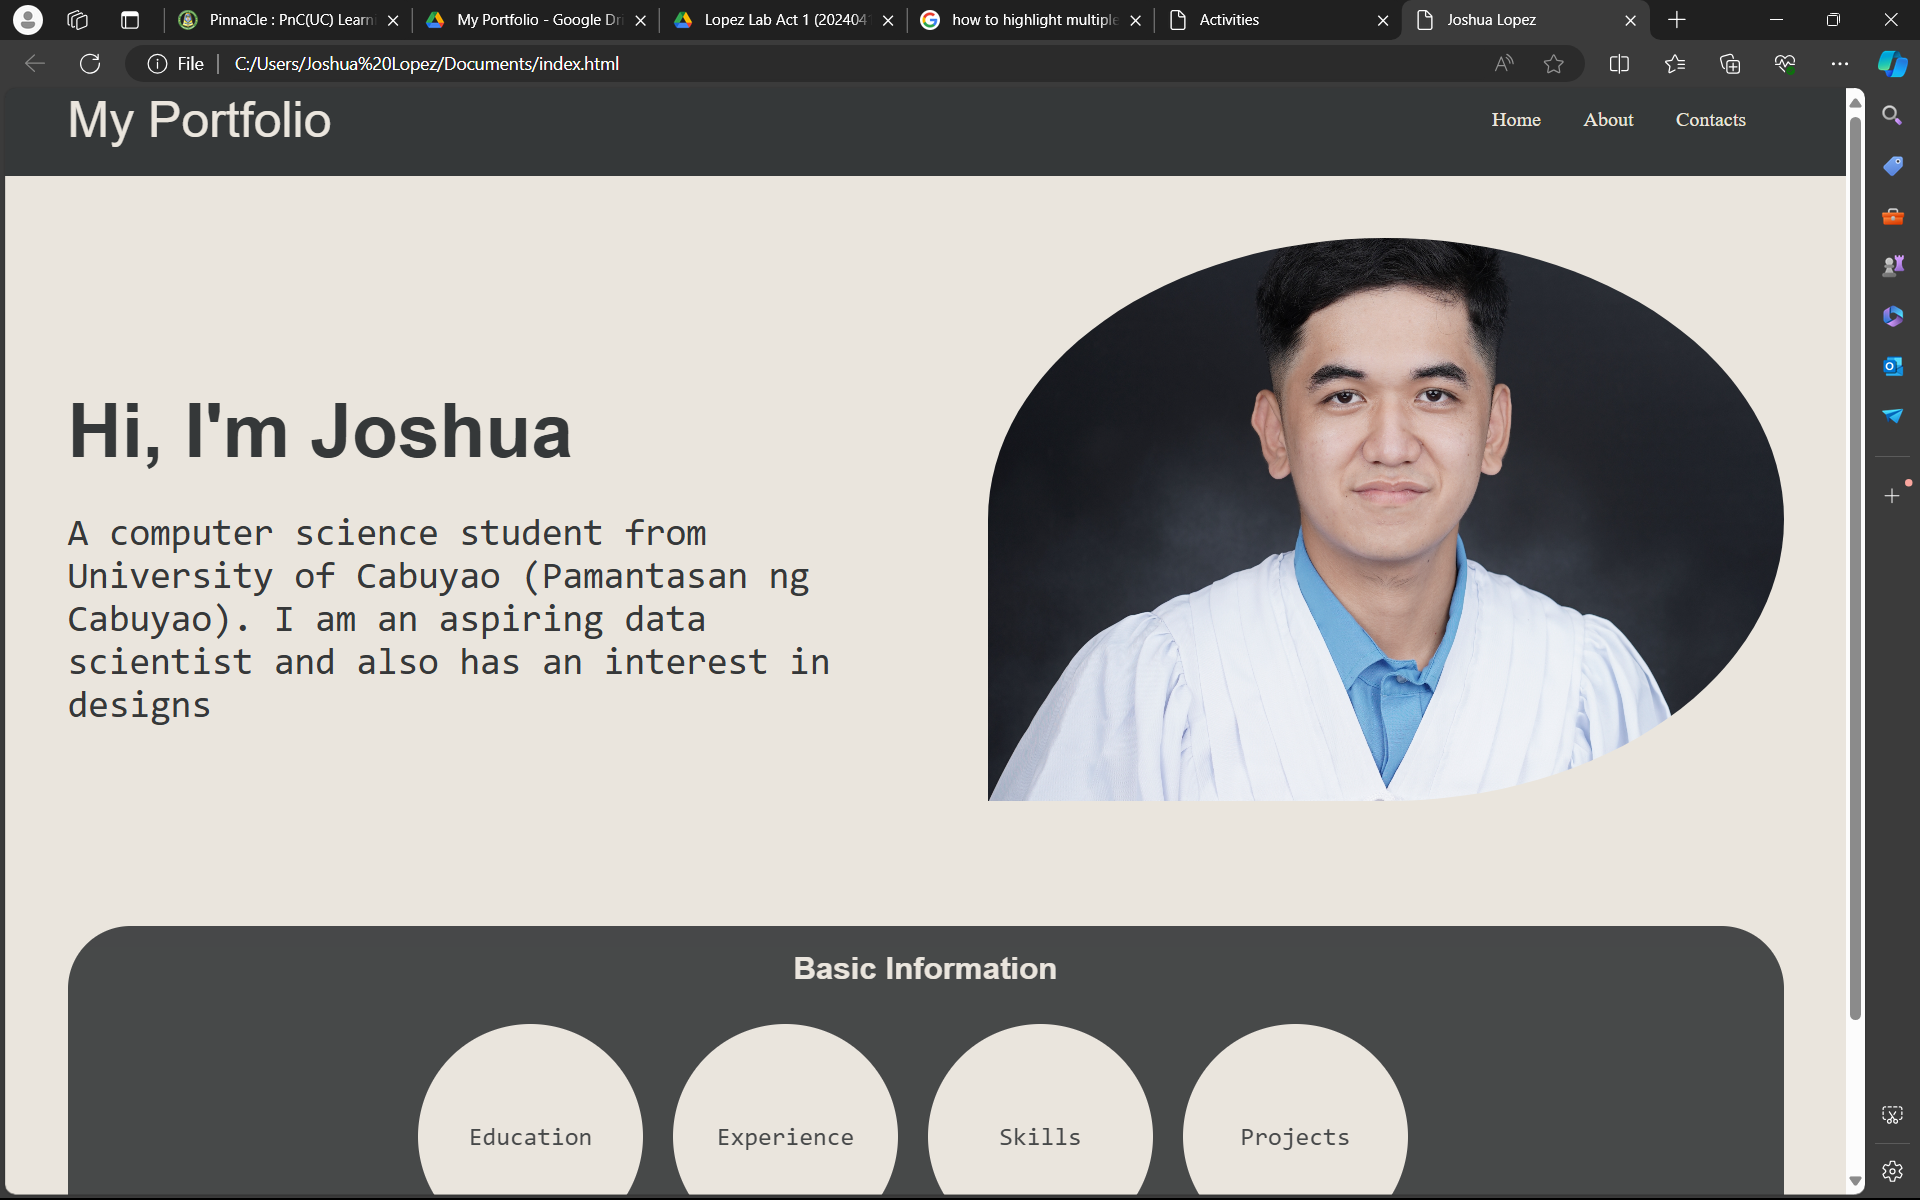 PinnaCle : PnC(UC) Learni
My Portfolio - Google Dri
Lopez Lab Act 1 (202404
how to highlight multiple
Activities
Joshua Lopez
File
C:/Users/Joshua%20Lopez/Documents/index.html
My Portfolio
Home
About
Contacts
Hi, I'm Joshua
A computer science student from
University of Cabuyao (Pamantasan ng
Cabuyao). I am an aspiring data
scientist and also has an interest in
designs
Basic Information
Education
Experience
Skills
Projects